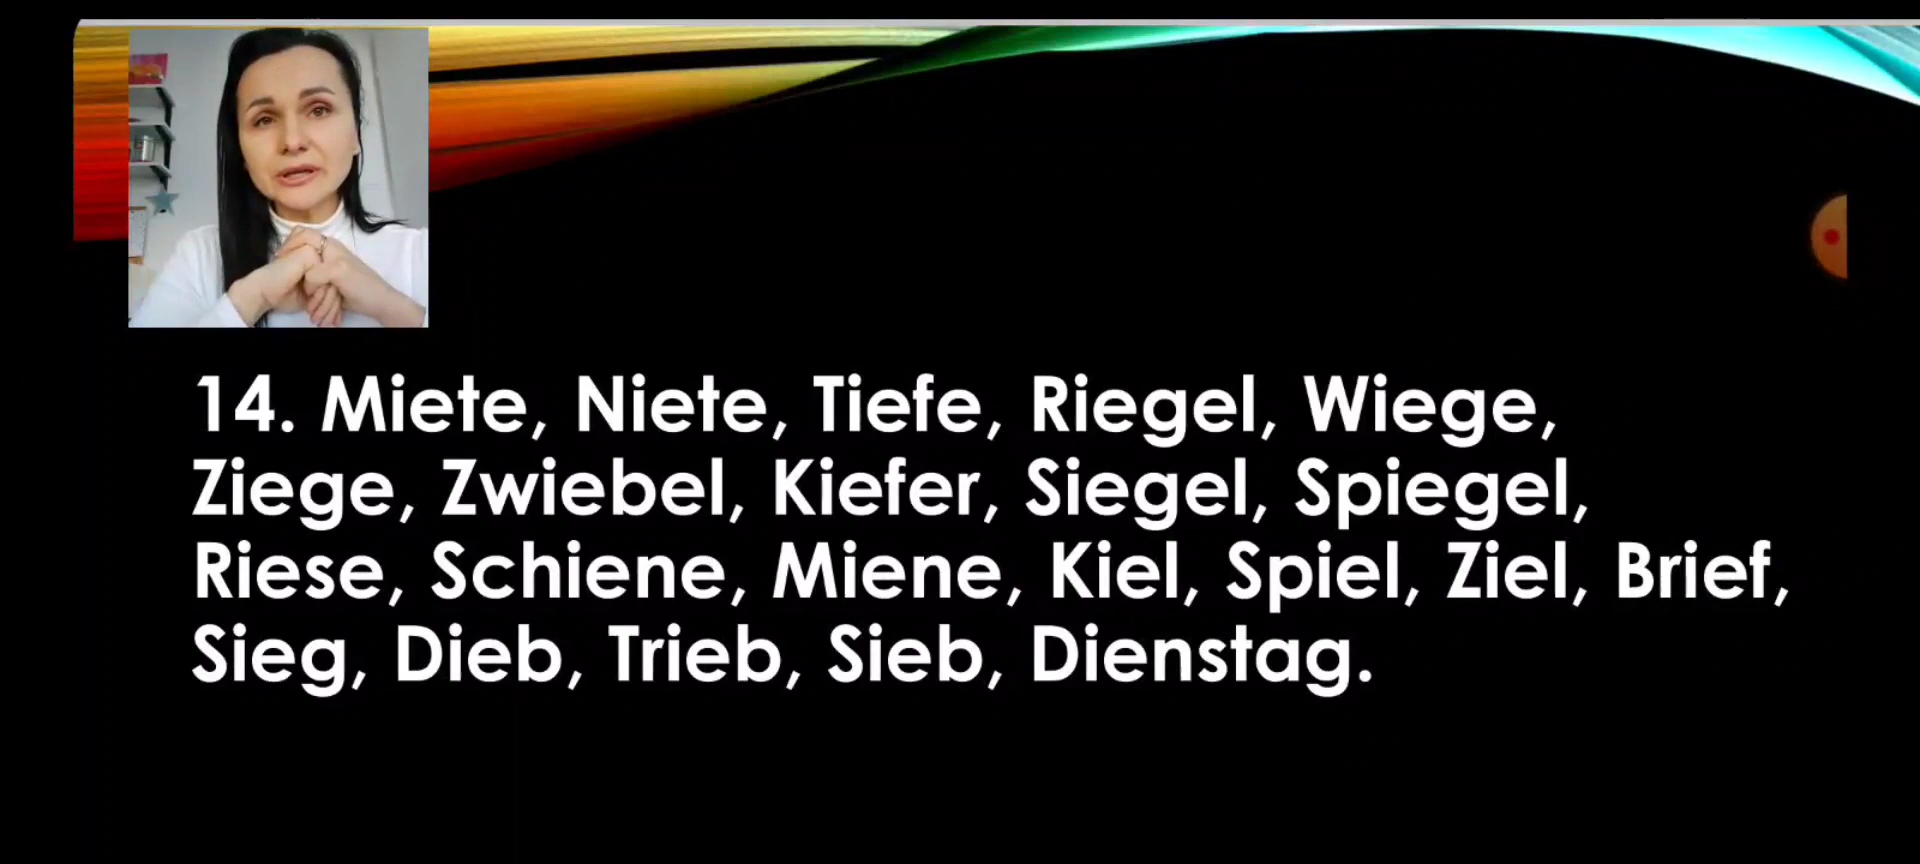 14. Miete, Niete, Tiefe, Riegel, Wiege,
Ziege, Zwiebel, Kiefer, Siegel, Spiegel,
Riese, Schiene, Miene, Kiel, Spiel, Ziel, Brief,
Sieg, Dieb, Trieb, Sieb, Dienstag.